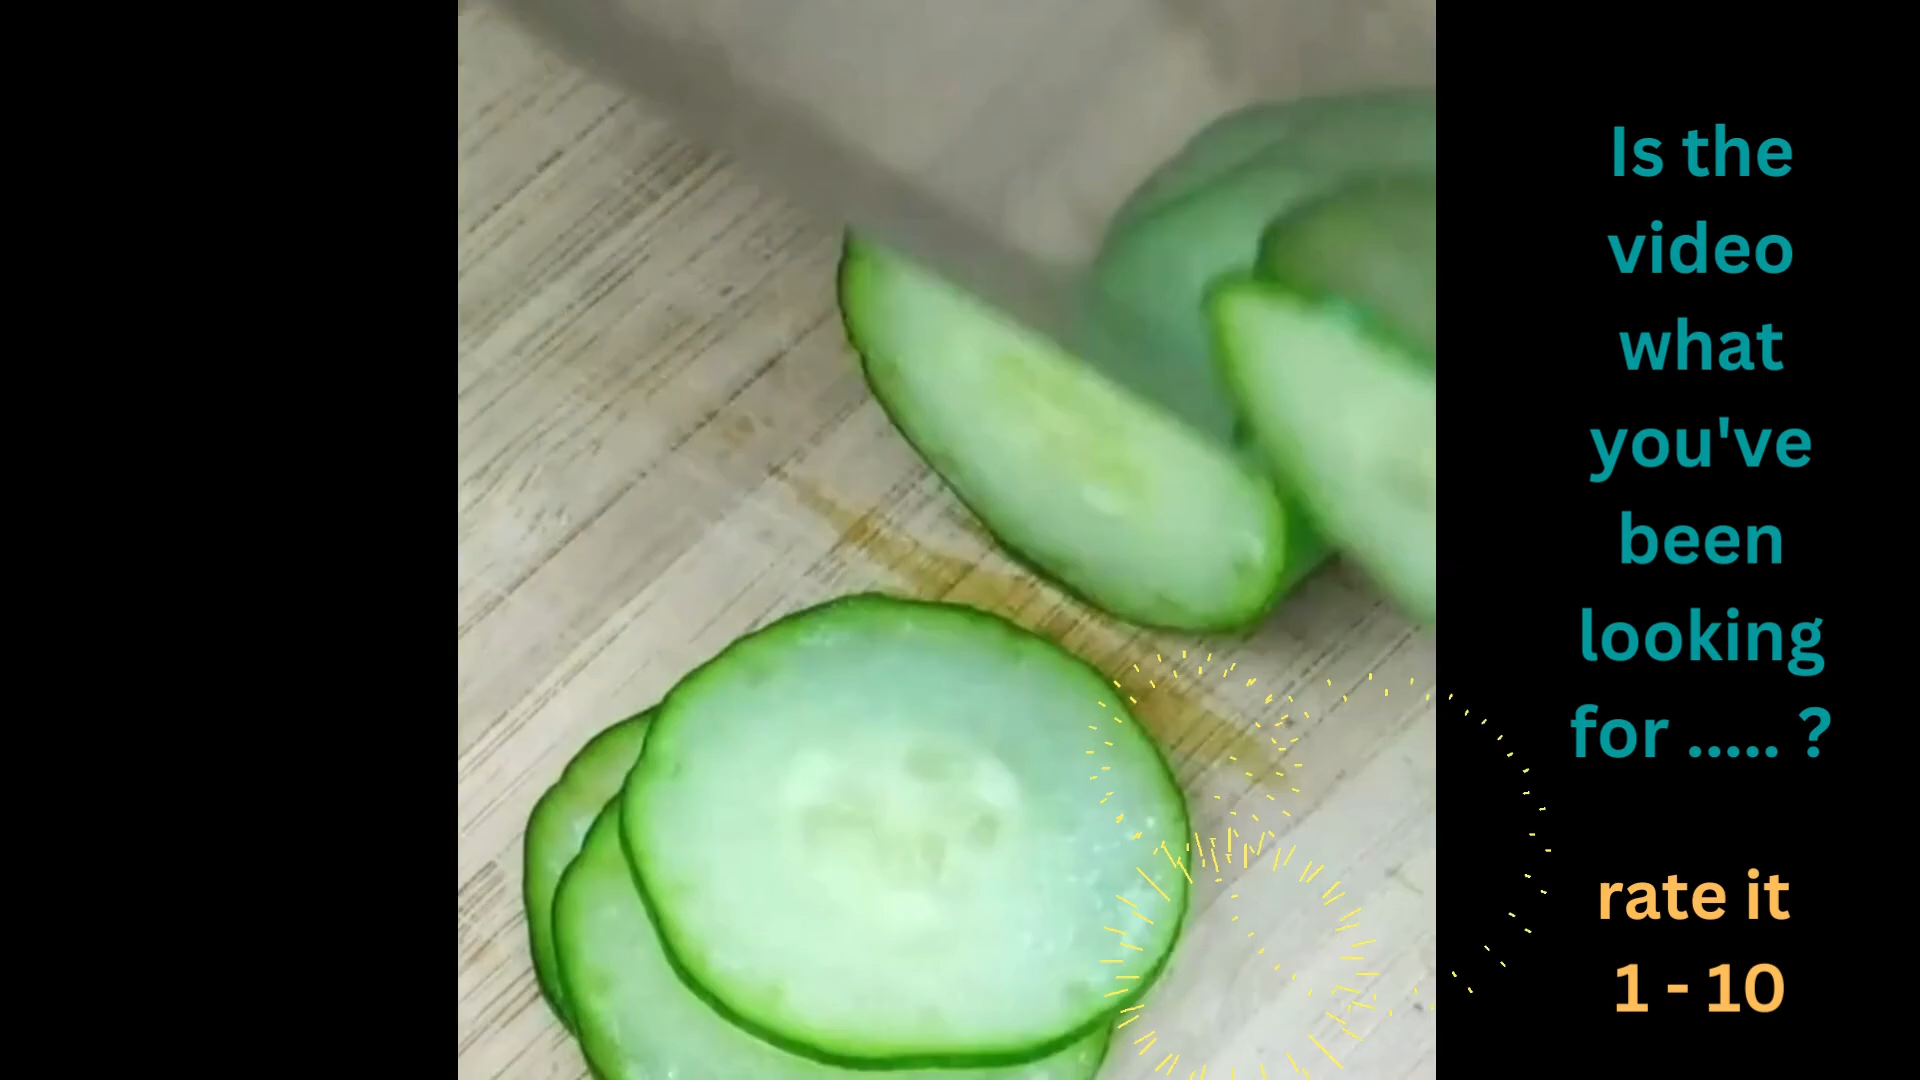 Is the
video
what
you've
been
looking
for ..... ?
rate it
1 - 10